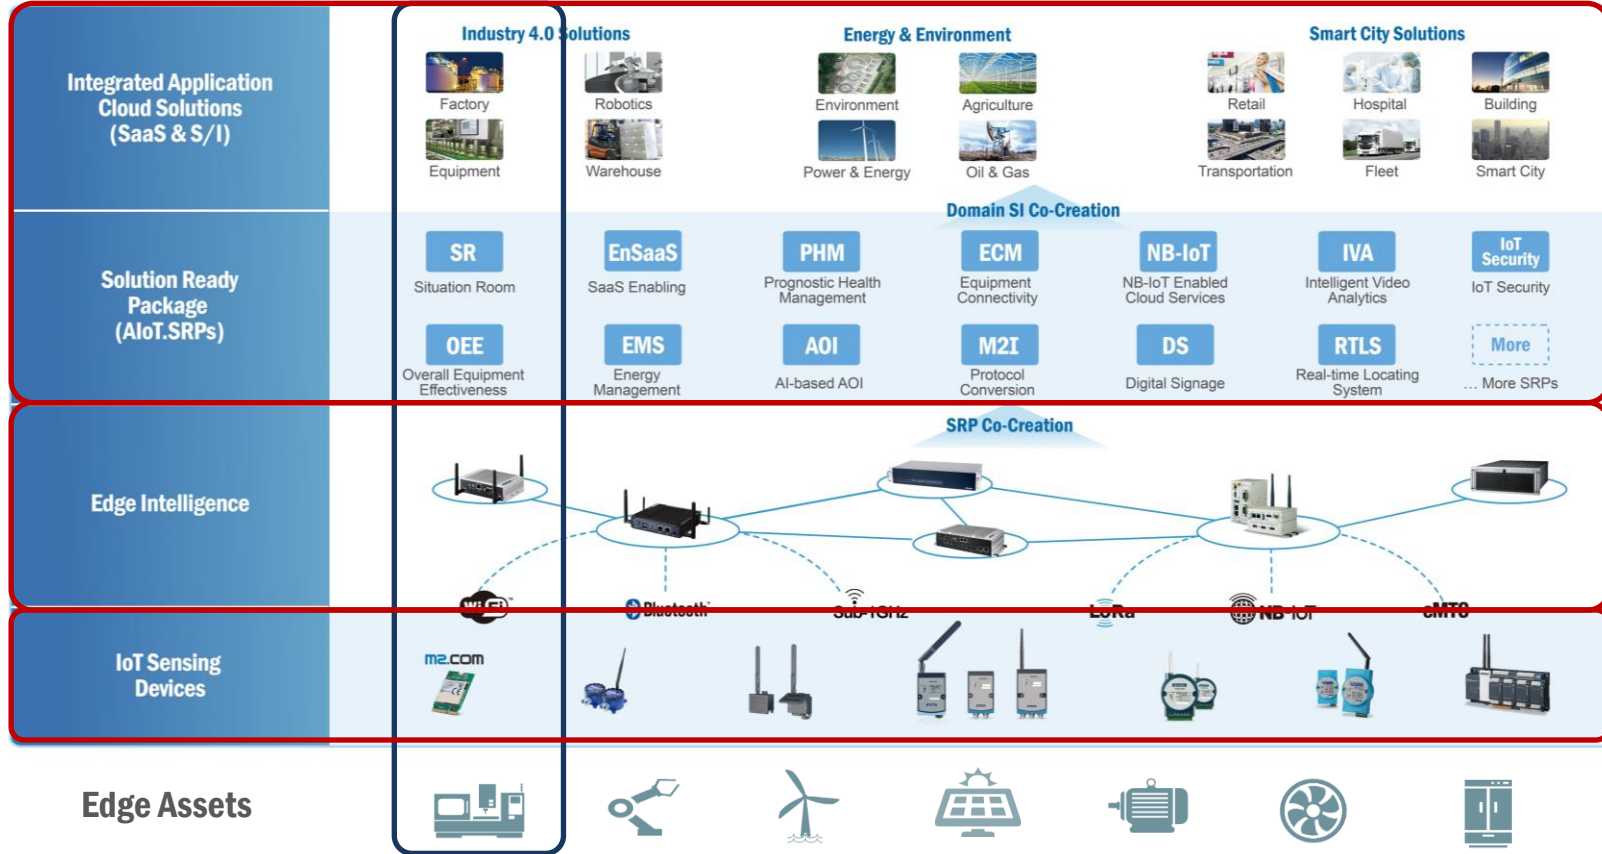 Industry 4.0 Solutions
Energy & Environment
Smart City Solutions
Integrated Application
Cloud Solutions
(SaaS & S/I)
Factory
Robotics
Environment
Agriculture
Retail
Hospital
Building
Equipment
Warehouse
Power & Energy
Oil & Gas
Transportation
Fleet
Smart City
Domain SI Co-Creation
Solution Ready
Package
(AIoT.SRPs)
SR
Situation Room
EnSaaS
SaaS Enabling
PHM
Prognostic Health
Management
ECM
Equipment
Connectivity
NB-IoT
NB-IoT Enabled
Cloud Services
IVA
Intelligent Video
Analytics
IoT
Security
IoT Security
OEE
Overall Equipment
Effectiveness
EMS
Energy
Management
AOI
AI-based AOI
M2I
Protocol
Conversion
DS
Digital Signage
RTLS
Real-time Locating
System
More
... More SRPs
SRP Co-Creation
Edge Intelligence
WiFi
Bluetooth
Sub-1GHz
LoRa
NB-IoT
eMTC
IoT Sensing
Devices
m2.com
Edge Assets